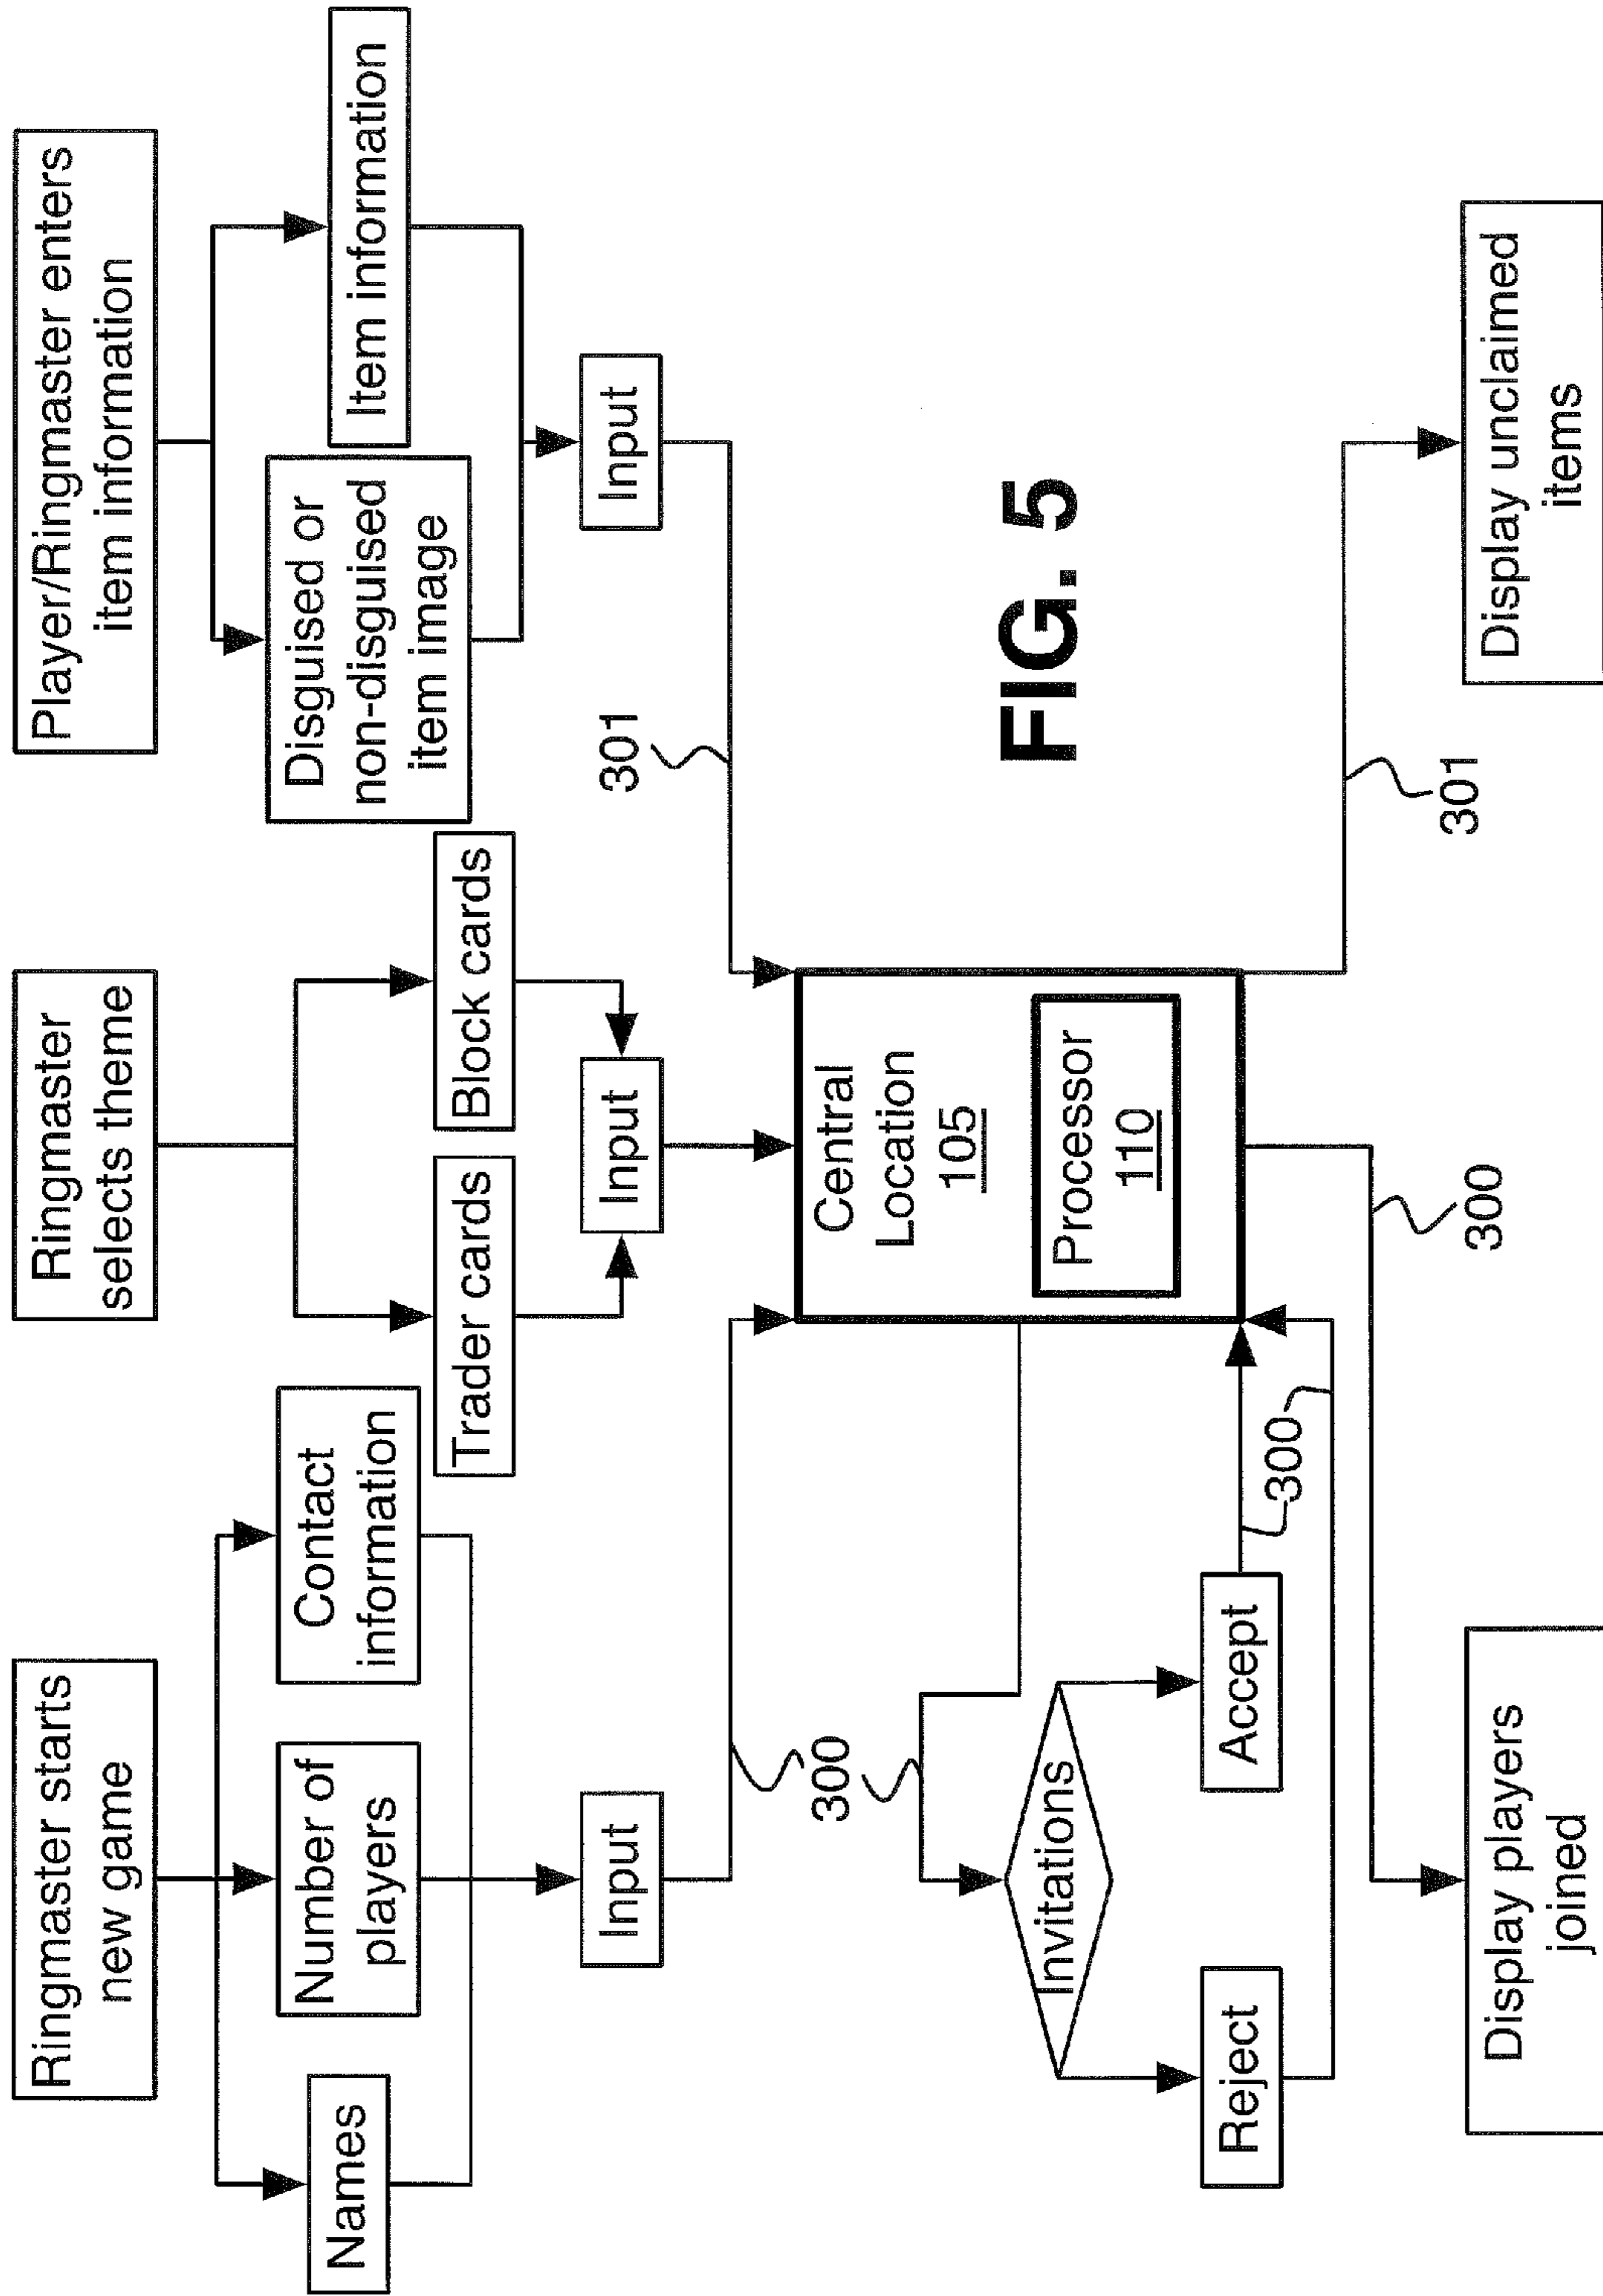 Ringmaster starts
new game
Names
Number of
players
Contact
information
Input
Ringmaster
selects theme
Trader cards
Block cards
Input
Player/Ringmaster enters
item information
Disguised or
non-disguised
item image
Item information
Input
300
301
Central
Location
105
Processor
110
Invitations
Reject
Accept
300
300
301
FIG. 5
Display players
joined
Display unclaimed
items